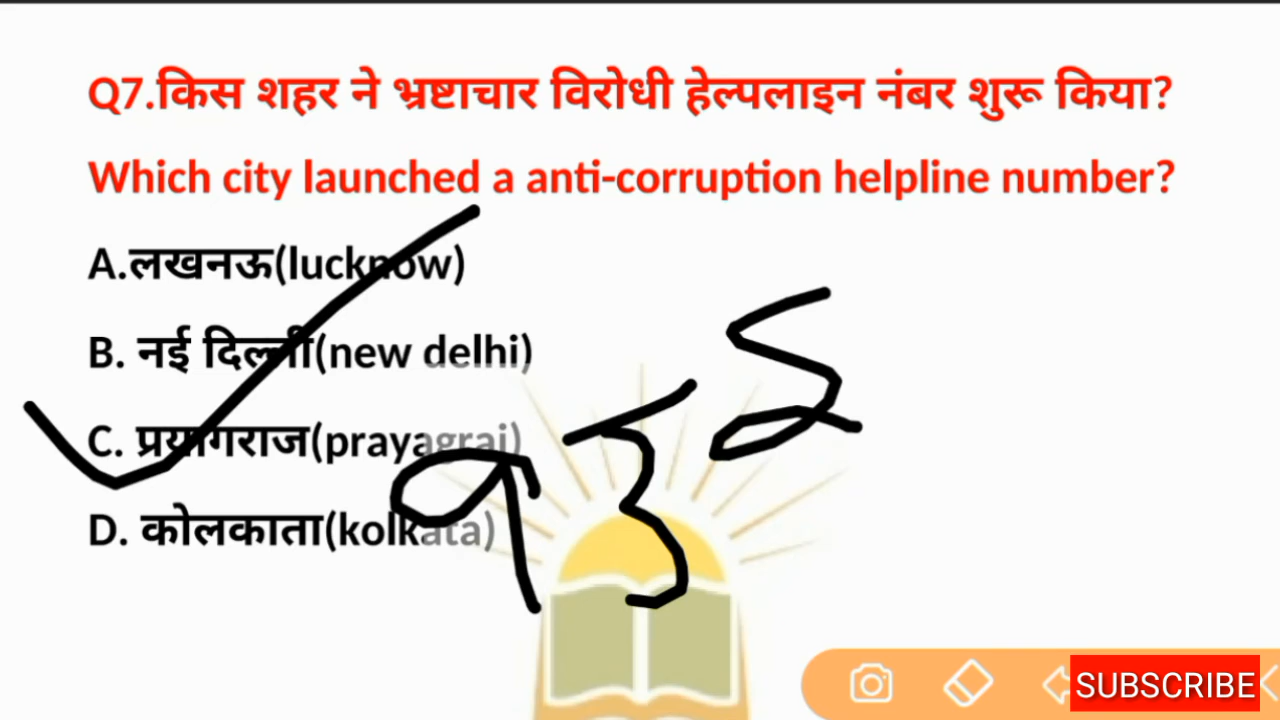 Q7.किस शहर ने भ्रष्टाचार विरोधी हेल्पलाइन नंबर शुरू किया?
Which city launched a anti-corruption helpline number?
A.लखनऊ(lucknow)
B. नई दिल्ली(new delhi)
C. प्रयागराज(prayagraj)
D. कोलकाता(kolkata)
932
SUBSCRIBE